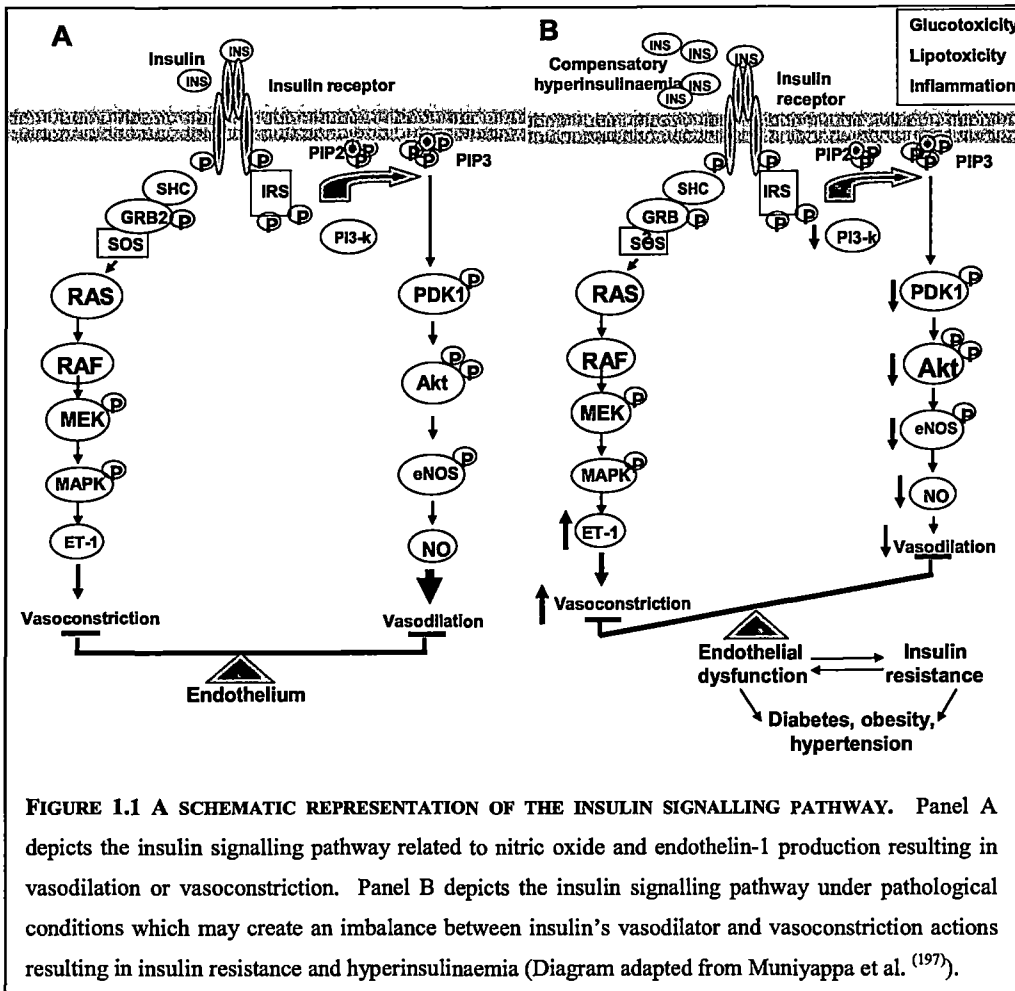 A
Insulin
INS
INS
Insulin receptor
PIP2
P
P
P
P
P
PIP3
P
P
SHC
IRS
GRB2
P
P
P
SOS
PI3-k
RAS
PDK1
P
RAF
P
P
Akt
MEK
P
MAPK
P
eNOS
P
ET-1
NO
Vasoconstriction
Vasodilation
Endothelium
B
INS
INS
INS
Compensatory
hyperinsulinaemia
INS
INS
Insulin
receptor
Glucotoxicity
Lipotoxicity
Inflammation
PIP2
P
P
P
P
P
PIP3
P
P
SHC
IRS
GRB
P
P
P
PI3-k
RAS
PDK1
P
RAF
P
P
Akt
MEK
P
eNOS
P
MAPK
P
NO
ET-1
Vasodilation
Vasoconstriction
Endothelial
dysfunction
Insulin
resistance
Diabetes, obesity,
hypertension
FIGURE 1.1 A SCHEMATIC REPRESENTATION OF THE INSULIN SIGNALLING PATHWAY. Panel A
depicts the insulin signalling pathway related to nitric oxide and endothelin-1 production resulting in
vasodilation or vasoconstriction. Panel B depicts the insulin signalling pathway under pathological
conditions which may create an imbalance between insulin's vasodilator and vasoconstriction actions
resulting in insulin resistance and hyperinsulinaemia (Diagram adapted from Muniyappa et al. (197).